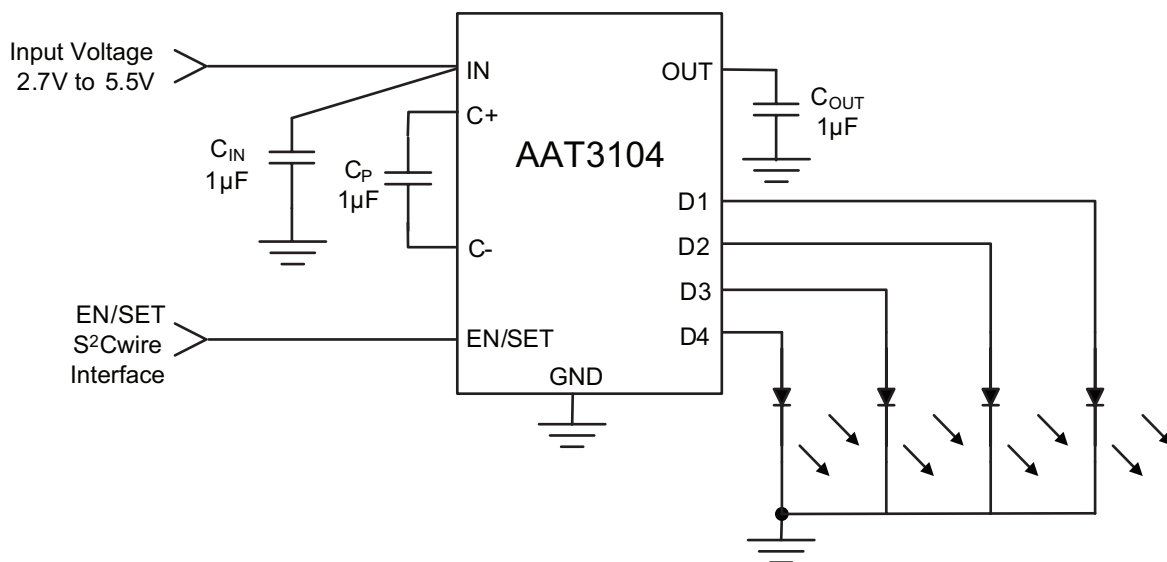 Input Voltage
2.7V to 5.5V
IN
OUT
C+
C_OUT
1µF
AAT3104
C_IN
1µF
C_P
1µF
D1
C-
D2
D3
EN/SET
S²Cwire
Interface
EN/SET
D4
GND